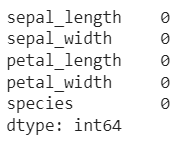 sepal_length    0
sepal_width     0
petal_length    0
petal_width     0
species         0
dtype: int64